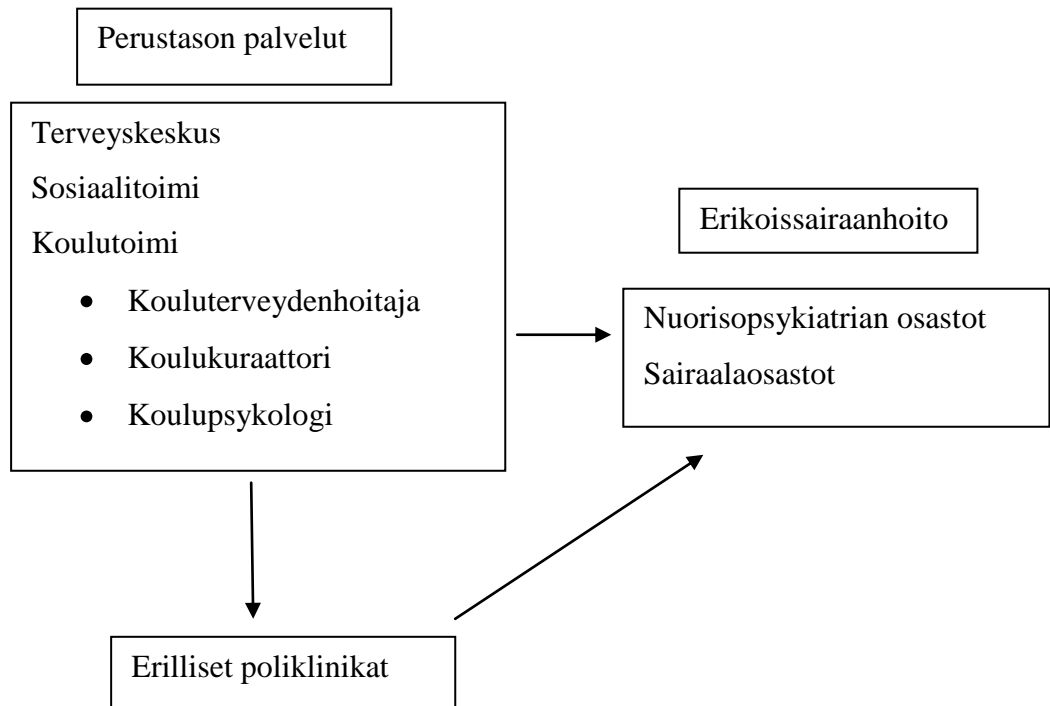 Perustason palvelut
Terveyskeskus
Sosiaalitoimi
Koulutoimi
• Kouluterveydenhoitaja
• Koulukuraattori
• Koulupsykologi
Erikoissairaanhoito
Nuorisopsykiatrian osastot
Sairaalaosastot
Erilliset poliklinikat